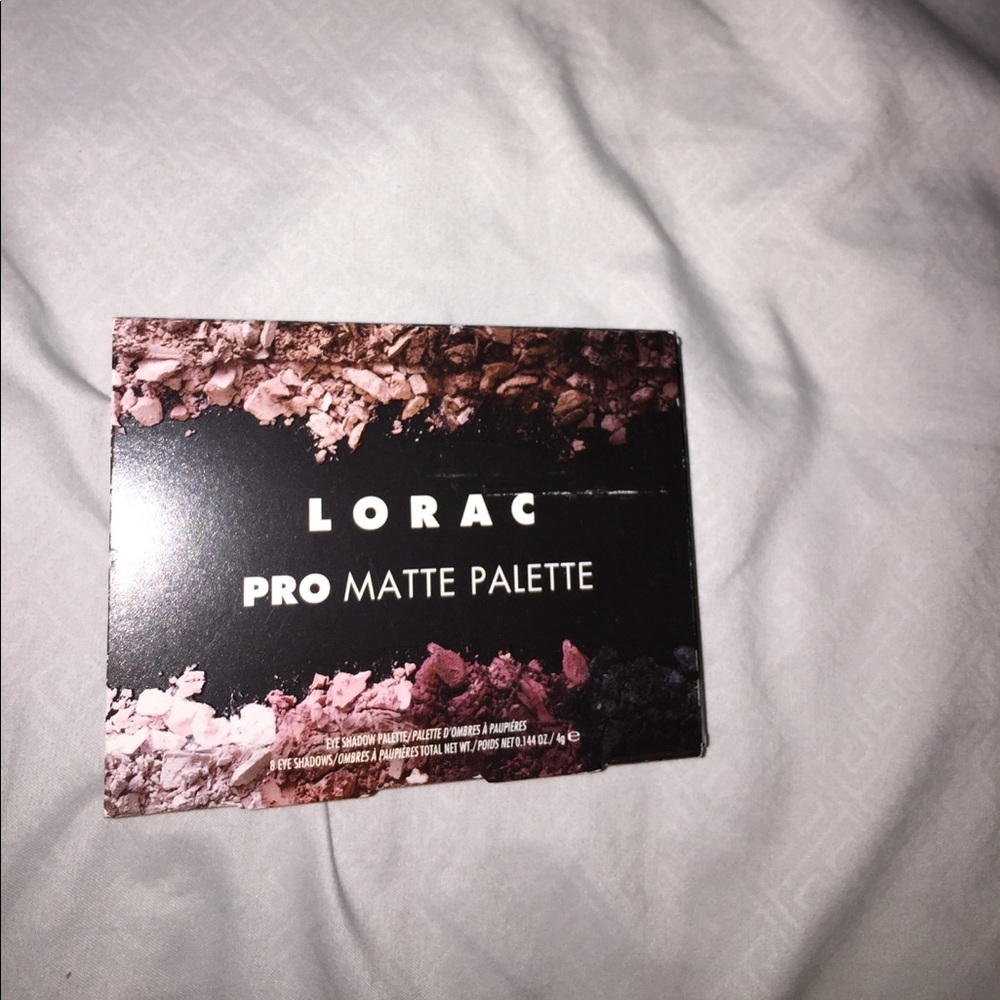 LORAC
PRO MATTE PALETTE
EYE SHADOW PALETTE/PALETTE D'OMBRES À PAUPIÉRES
8 EYE SHADOWS/OMBRES À PAUPIÈRES TOTAL NET WT./POIDS NET 0.144 OZ./ 4g ℮